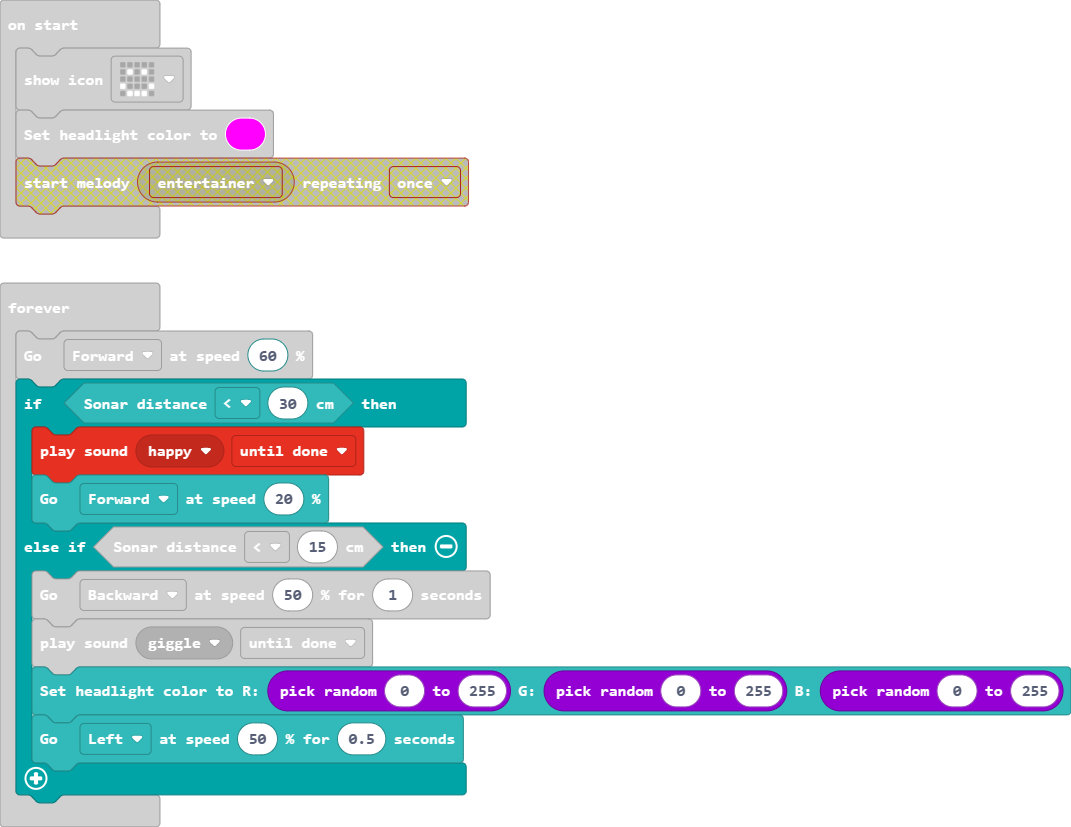 on start
show icon
Set headlight color to
start melody entertainer repeating once
forever
Go Forward at speed 60 %
if Sonar distance < 30 cm then
play sound happy until done
Go Forward at speed 20 %
else if Sonar distance < 15 cm then
Go Backward at speed 50 % for 1 seconds
play sound giggle until done
Set headlight color to R: pick random 0 to 255 G: pick random 0 to 255 B: pick random 0 to 255
Go Left at speed 50 % for 0.5 seconds